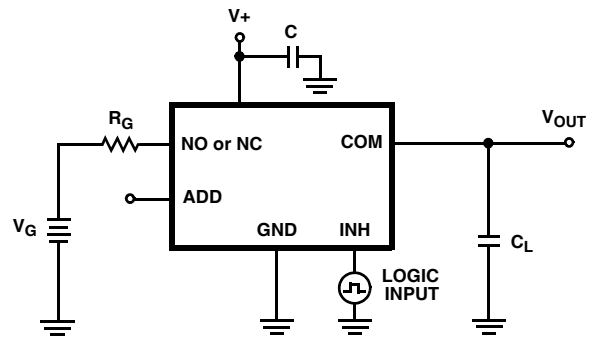 V+
C
RG
NO or NC
COM
VOUT
ADD
VG
GND
INH
CL
LOGIC
INPUT